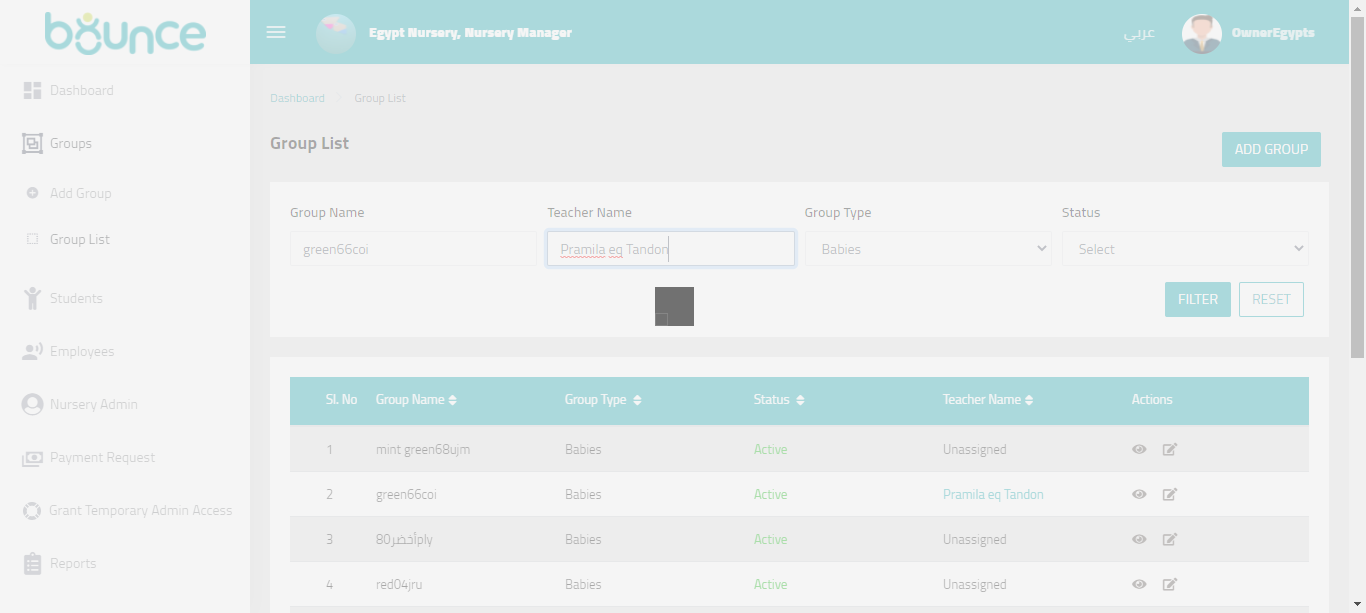 bounce
Egypt Nursery, Nursery Manager
عربي
OwnerEgypts
Dashboard
Groups
Add Group
Group List
Students
Employees
Nursery Admin
Payment Request
Grant Temporary Admin Access
Reports
Dashboard Group List
Group List
ADD GROUP
Group Name Teacher Name Group Type Status
green66coi Pramila eq Tandon Babies Select
FILTER RESET
Sl. No Group Name Group Type Status Teacher Name Actions
1 mint green68ujm Babies Active Unassigned
2 green66coi Babies Active Pramila eq Tandon
3 80أخضرply Babies Active Unassigned
4 red04jru Babies Active Unassigned